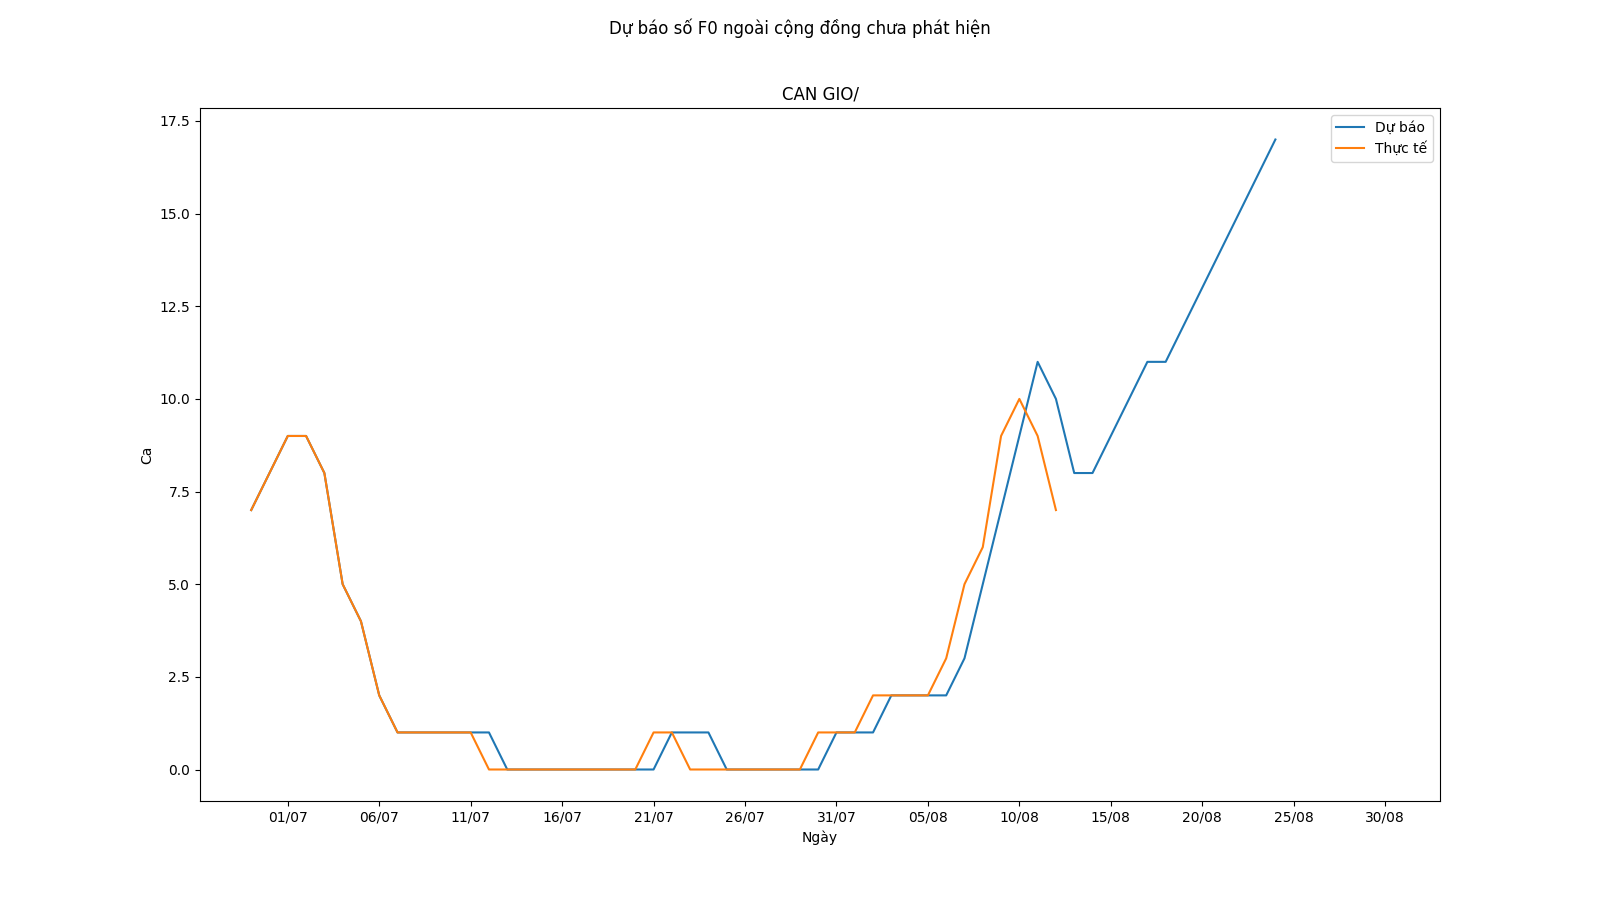 Dự báo số F0 ngoài cộng đồng chưa phát hiện
CAN GIO/
17.5
15.0
12.5
10.0
7.5
5.0
2.5
0.0
Ca
Dự báo
Thực tế
01/07 06/07 11/07 16/07 21/07 26/07 31/07 05/08 10/08 15/08 20/08 25/08 30/08
Ngày